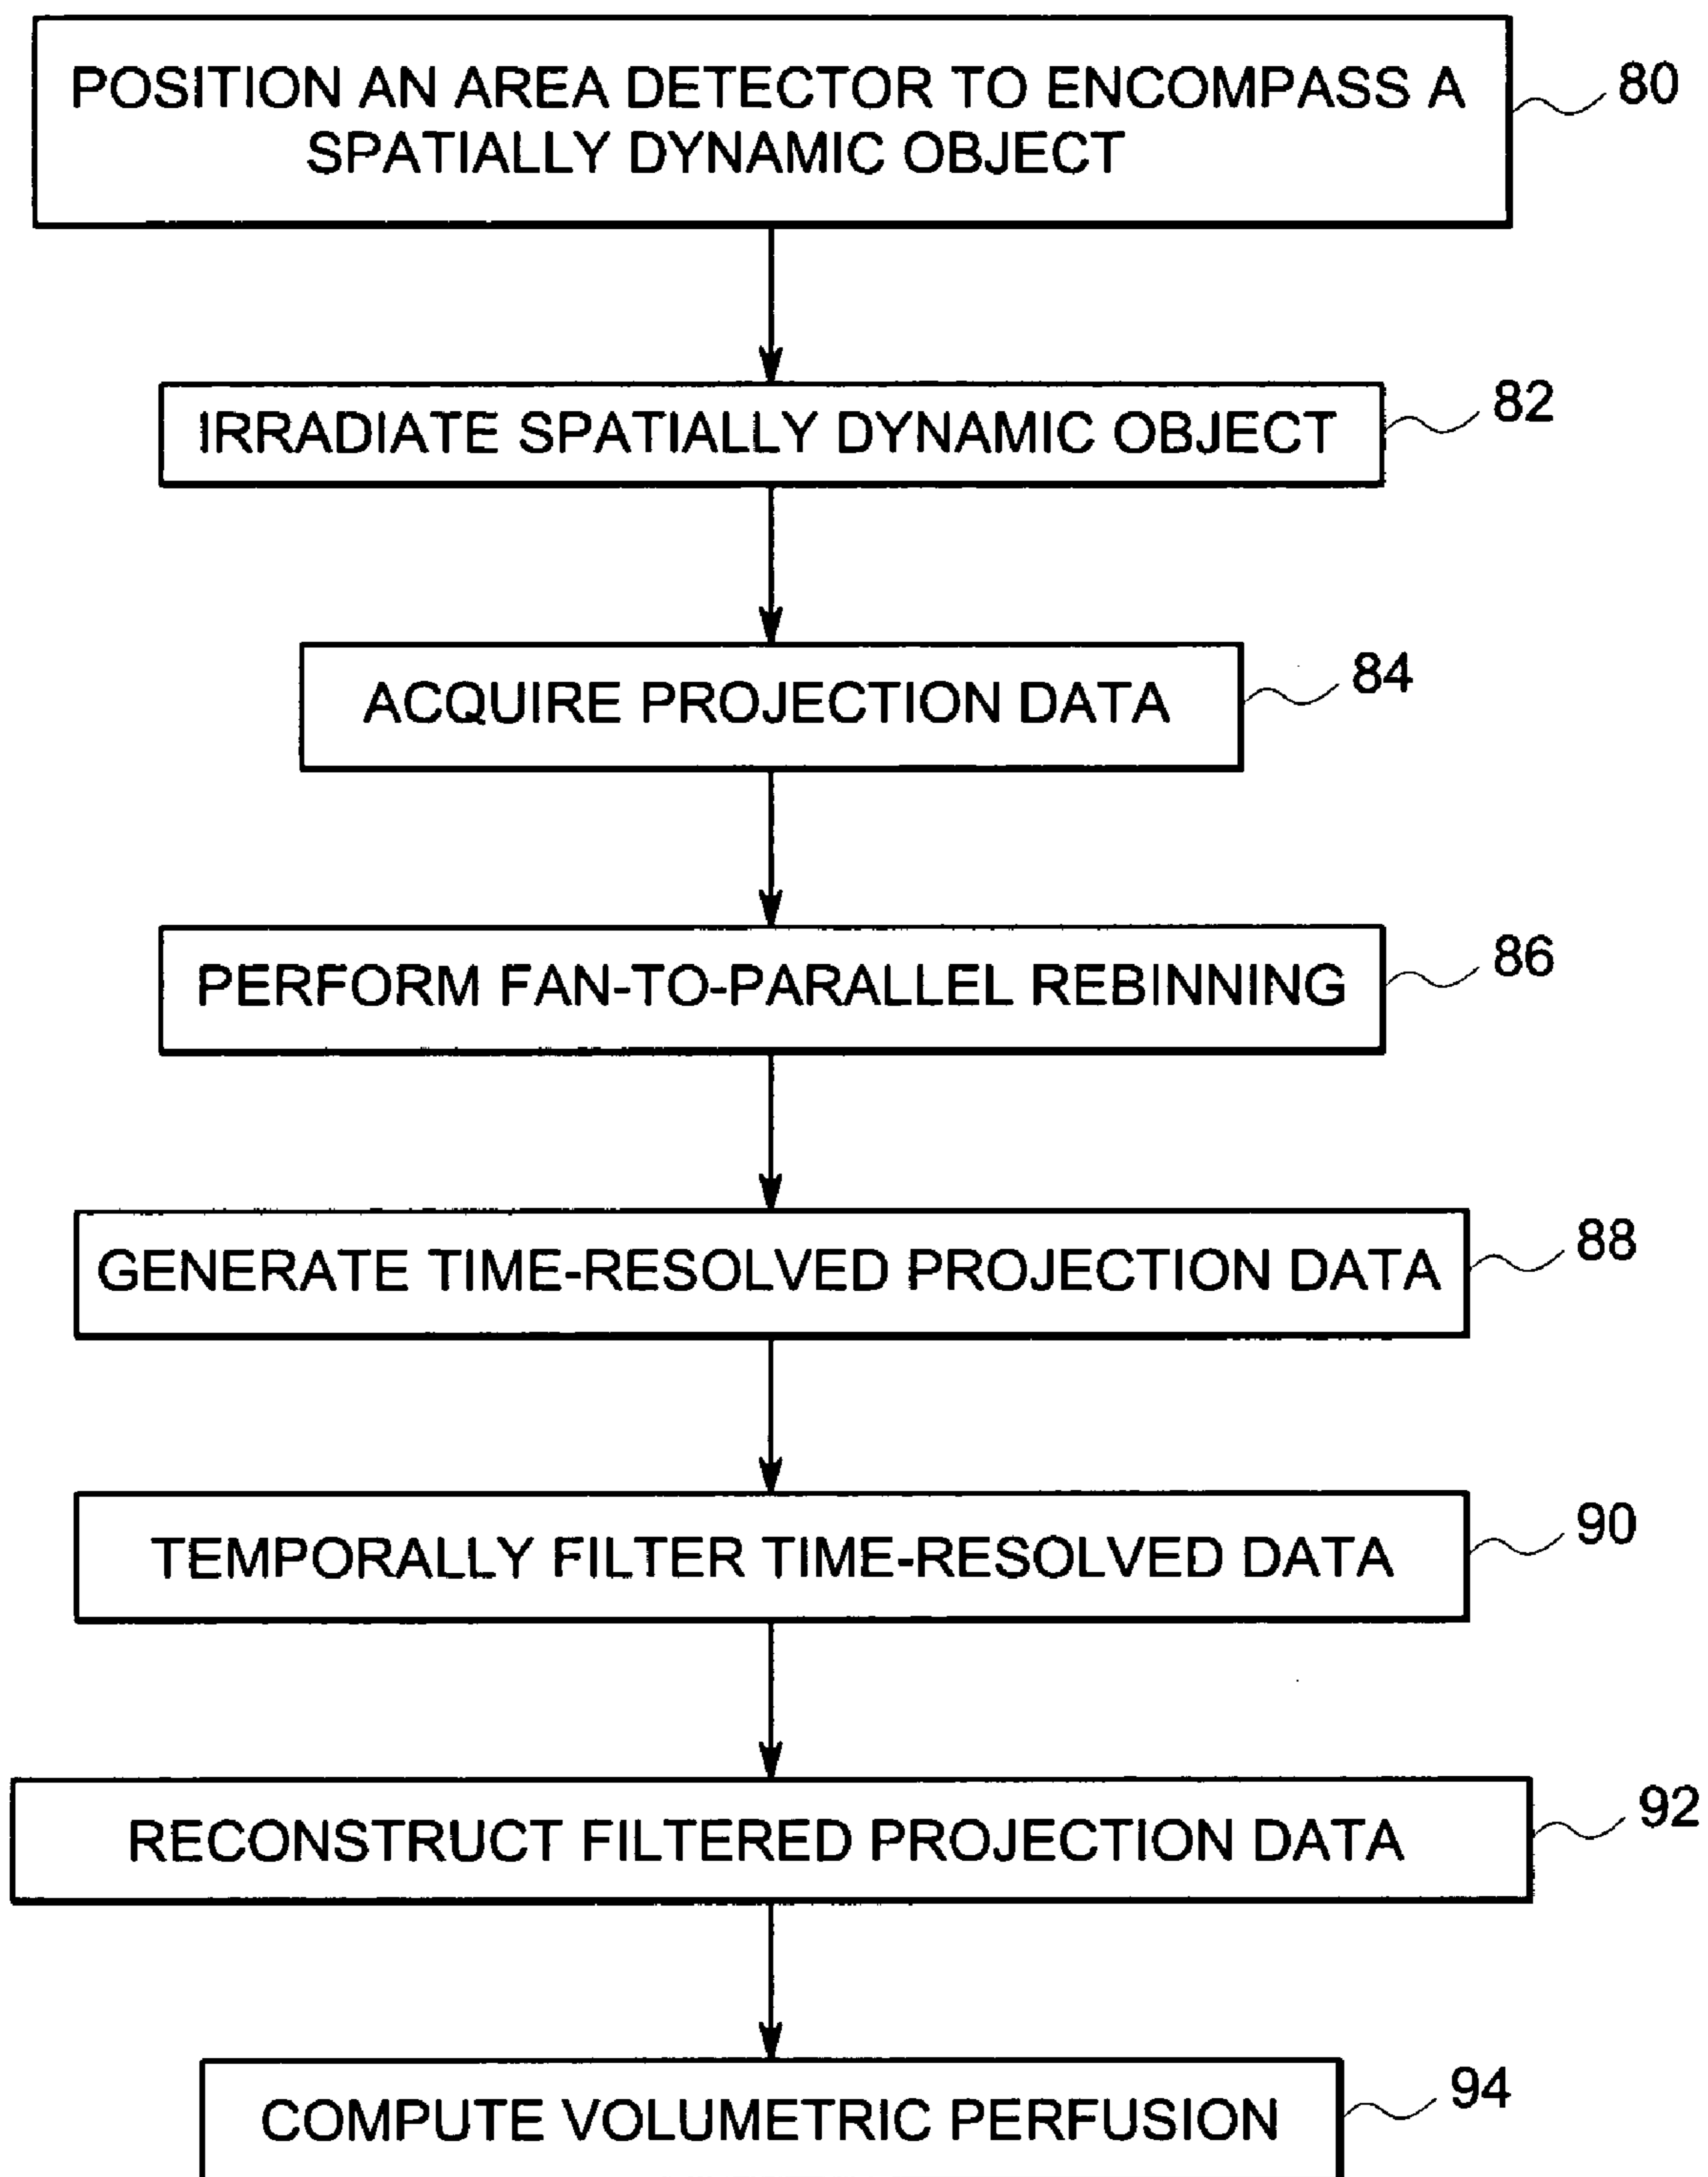 POSITION AN AREA DETECTOR TO ENCOMPASS A
SPATIALLY DYNAMIC OBJECT
80
IRRADIATE SPATIALLY DYNAMIC OBJECT
82
ACQUIRE PROJECTION DATA
84
PERFORM FAN-TO-PARALLEL REBINNING
86
GENERATE TIME-RESOLVED PROJECTION DATA
88
TEMPORALLY FILTER TIME-RESOLVED DATA
90
RECONSTRUCT FILTERED PROJECTION DATA
92
COMPUTE VOLUMETRIC PERFUSION
94